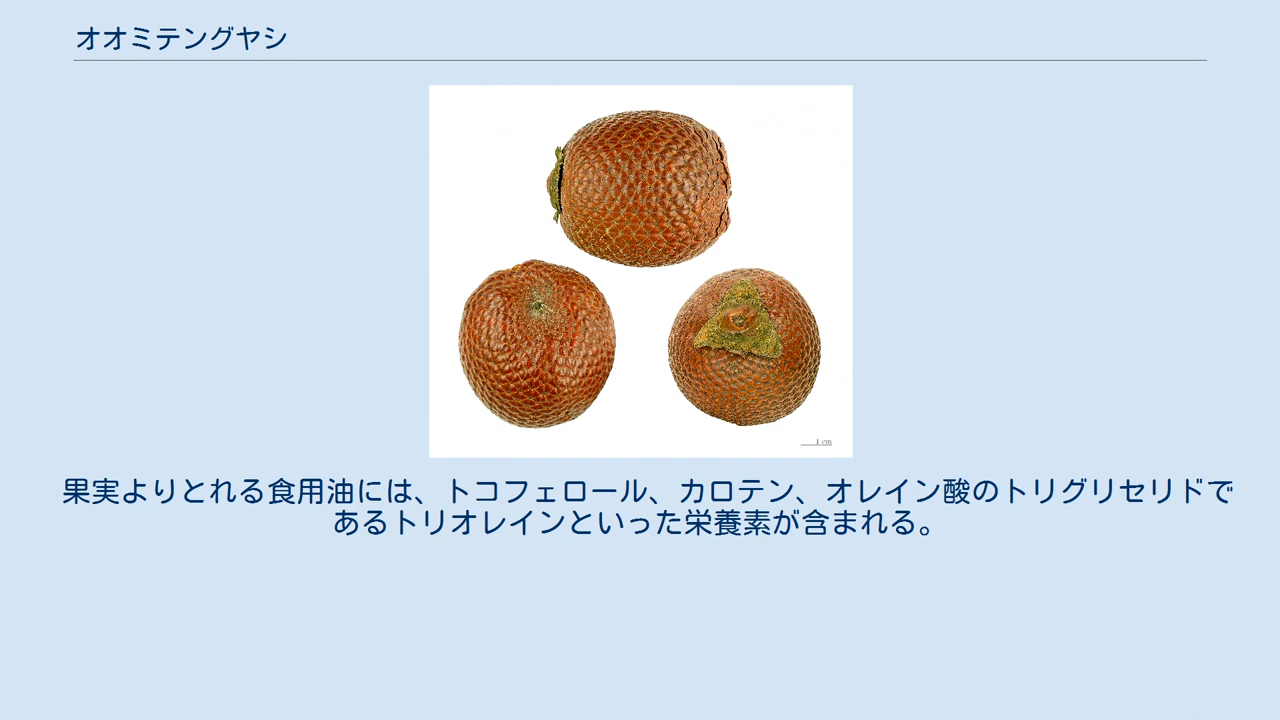 オオミテングヤシ
1 cm
果実よりとれる食用油には、トコフェロール、カロテン、オレイン酸のトリグリセリドで
あるトリオレインといった栄養素が含まれる。